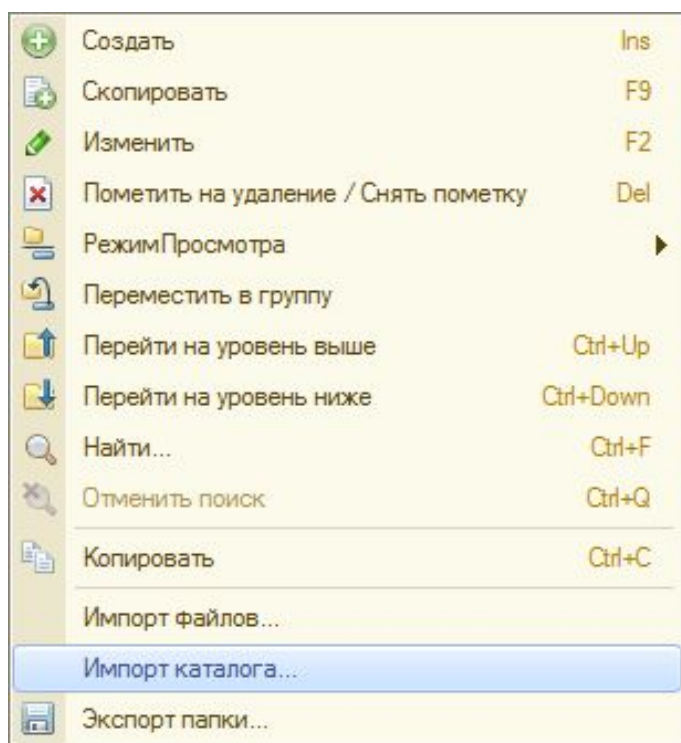 Создать Ins
Скопировать F9
Изменить F2
Пометить на удаление / Снять пометку Del
РежимПросмотра
Переместить в группу
Перейти на уровень выше Ctrl+Up
Перейти на уровень ниже Ctrl+Down
Найти... Ctrl+F
Отменить поиск Ctrl+Q
Копировать Ctrl+C
Импорт файлов...
Импорт каталога...
Экспорт папки...